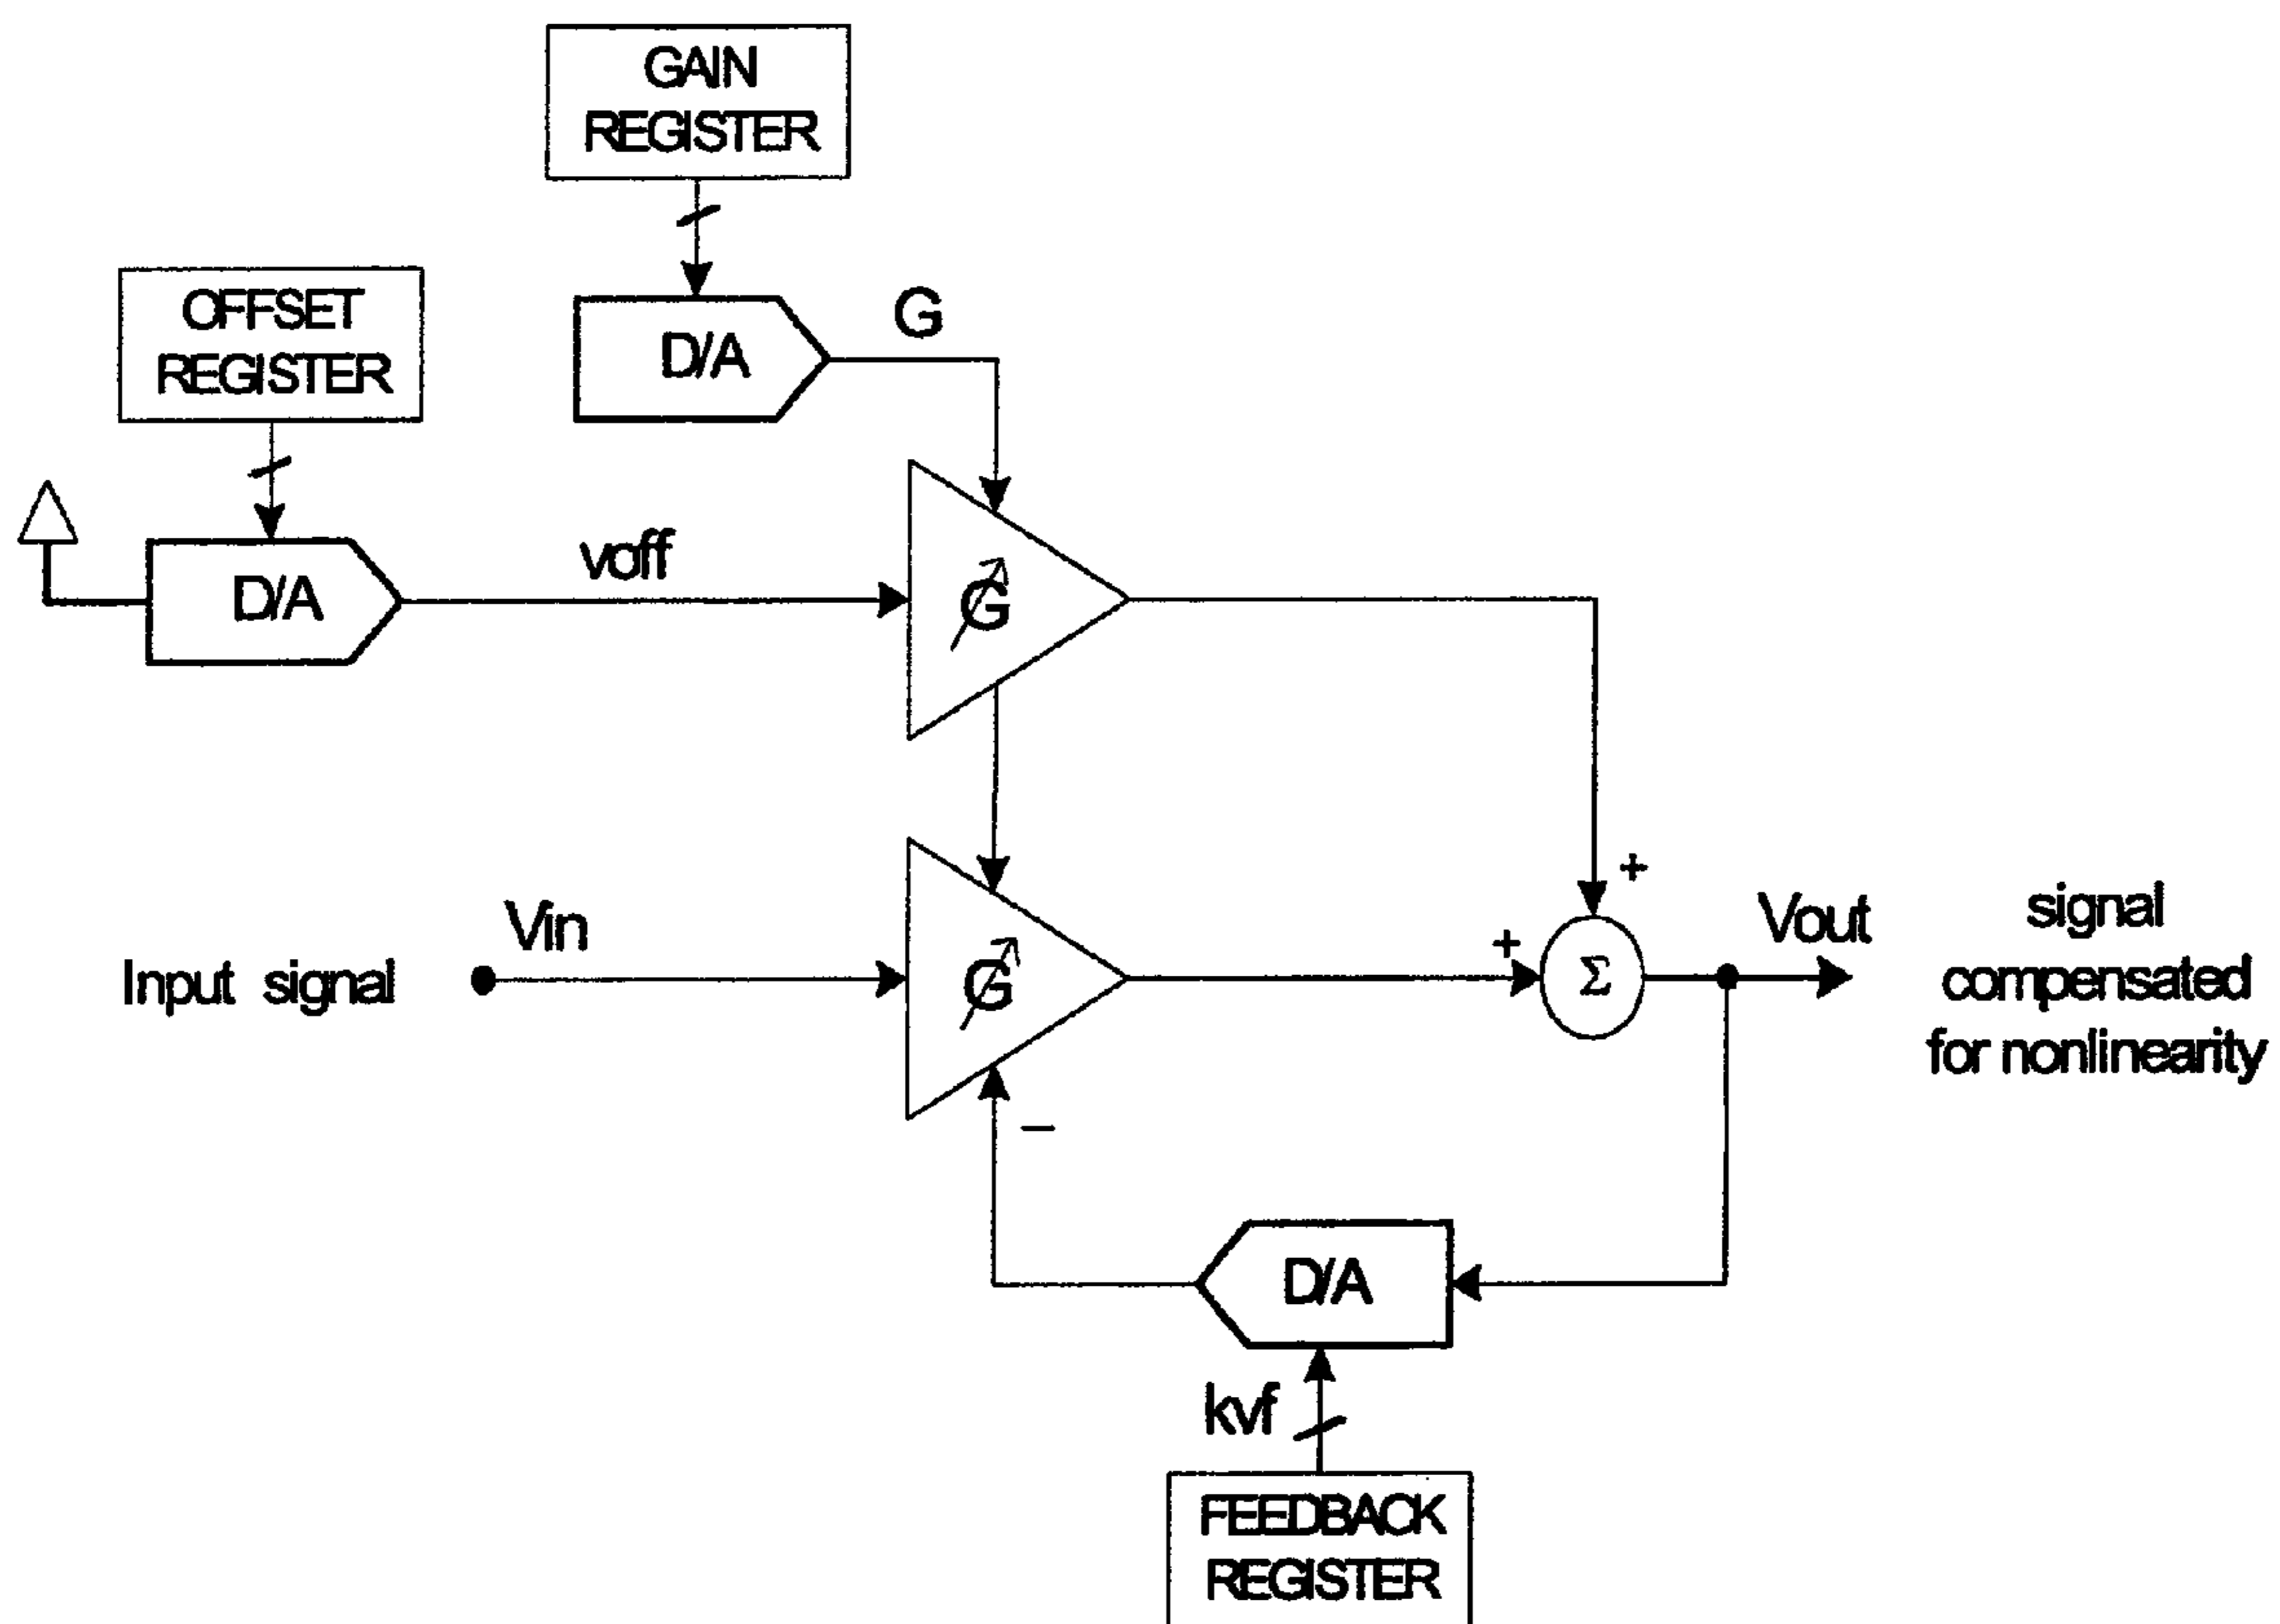 GAIN
REGISTER
OFFSET
REGISTER
D/A
G
D/A
voff
G
Input signal
Vin
G
+
+
Σ
Vout
signal
compensated
for nonlinearity
−
D/A
kvf
FEEDBACK
REGISTER